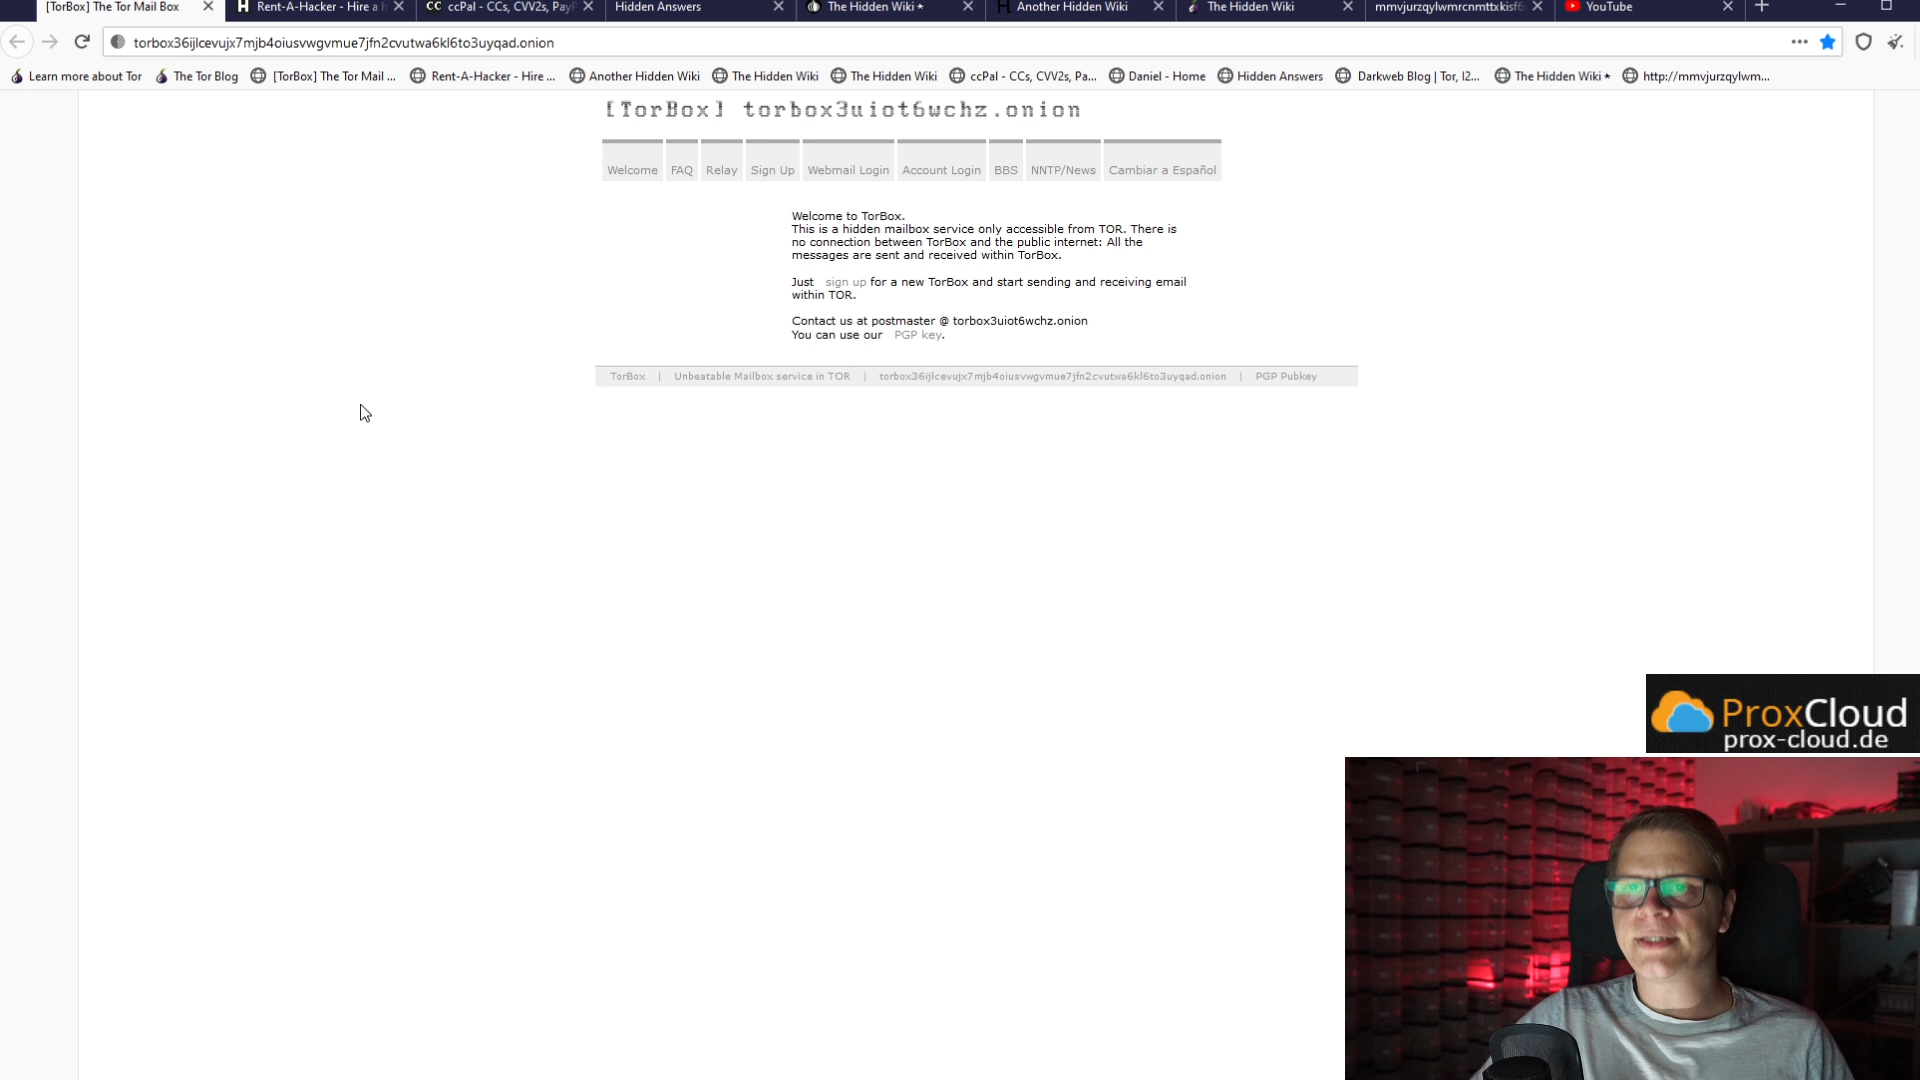 [TorBox] The Tor Mail Box
Rent-A-Hacker - Hire a h
CC ccPal - CCs, CVV2s, PayP
Hidden Answers
The Hidden Wiki
Another Hidden Wiki
The Hidden Wiki
mmvjurzqylwmrcnmttxkisf6
YouTube
torbox36ijlcevujx7mjb4oiusvwgvmue7jfn2cvutwa6kl6to3uyqad.onion
Learn more about Tor
The Tor Blog
[TorBox] The Tor Mail ...
Rent-A-Hacker - Hire ...
Another Hidden Wiki
The Hidden Wiki
The Hidden Wiki
ccPal - CCs, CVV2s, Pa...
Daniel - Home
Hidden Answers
Darkweb Blog | Tor, I2...
The Hidden Wiki
http://mmvjurzqylwm...
[TorBox] torbox3uiot6wchz.onion
Welcome
FAQ
Relay
Sign Up
Webmail Login
Account Login
BBS
NNTP/News
Cambiar a Español
Welcome to TorBox.
This is a hidden mailbox service only accessible from TOR. There is
no connection between TorBox and the public internet: All the
messages are sent and received within TorBox.
Just sign up for a new TorBox and start sending and receiving email
within TOR.
Contact us at postmaster @ torbox3uiot6wchz.onion
You can use our PGP key.
TorBox | Unbeatable Mailbox service in TOR | torbox36ijlcevujx7mjb4oiusvwgvmue7jfn2cvutwa6kl6to3uyqad.onion | PGP Pubkey
ProxCloud
prox-cloud.de